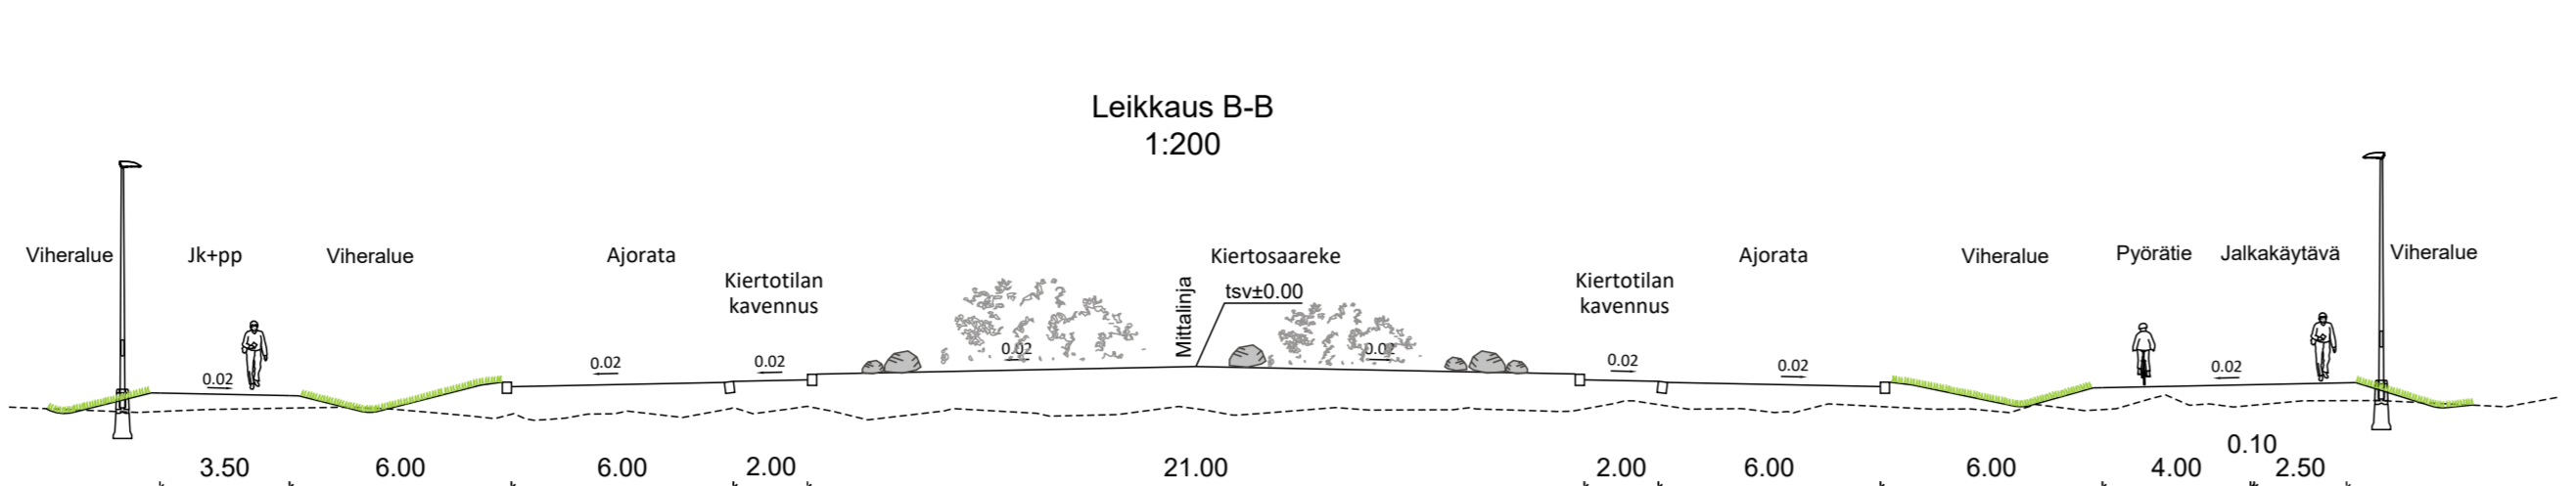 Leikkaus B-B
1:200
Viheralue
Jk+pp
Viheralue
Ajorata
Kiertotilan
kavennus
Mittalinja
Kiertosaareke
tsv±0.00
Kiertotilan
kavennus
Ajorata
Viheralue
Pyörätie
Jalkakäytävä
Viheralue
0.02
0.02
0.02
0.02
0.02
0.02
0.02
0.02
3.50
6.00
6.00
2.00
21.00
2.00
6.00
6.00
4.00
0.10
2.50